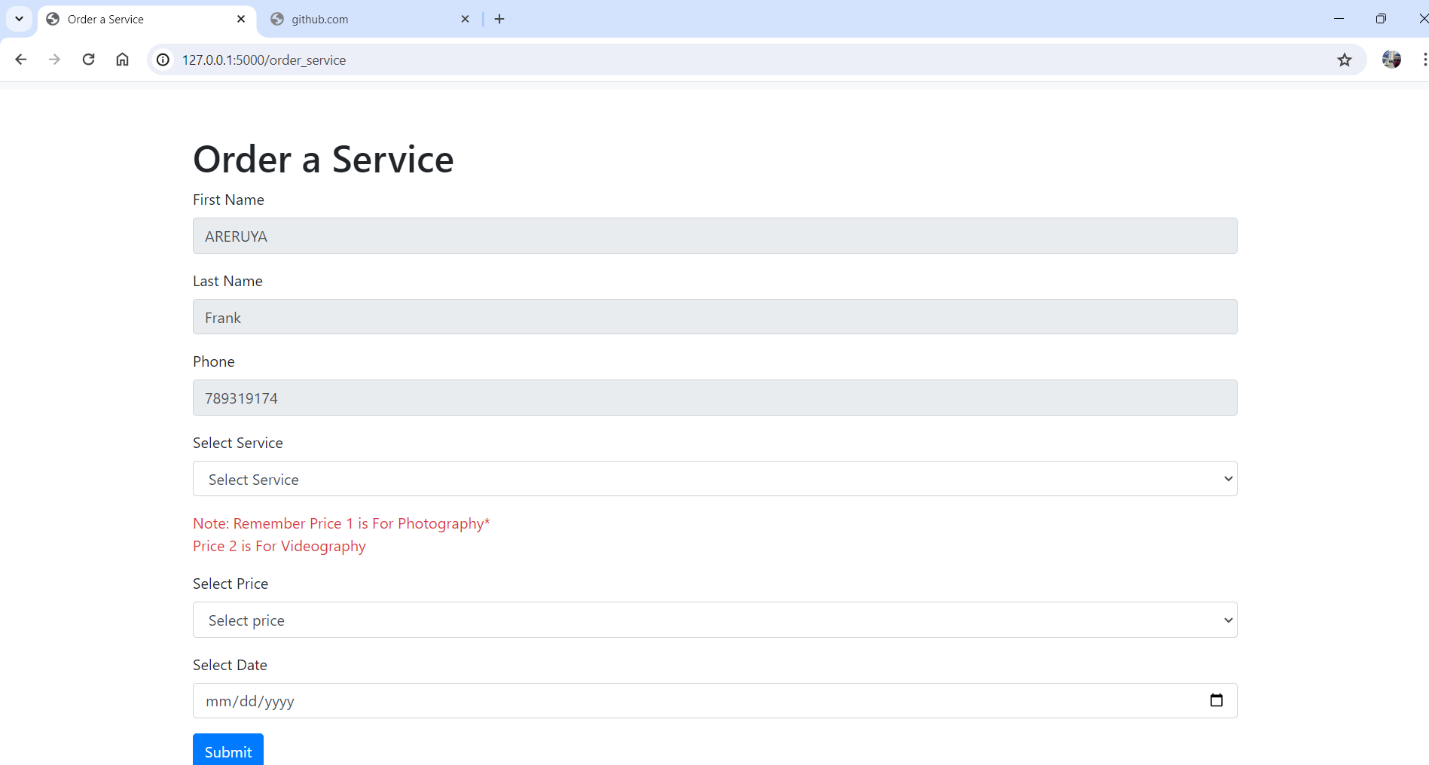 Order a Service
github.com
127.0.0.1:5000/order_service
Order a Service
First Name
ARERUYA
Last Name
Frank
Phone
789319174
Select Service
Select Service
Note: Remember Price 1 is For Photography*
Price 2 is For Videography
Select Price
Select price
Select Date
mm/dd/yyyy
Submit